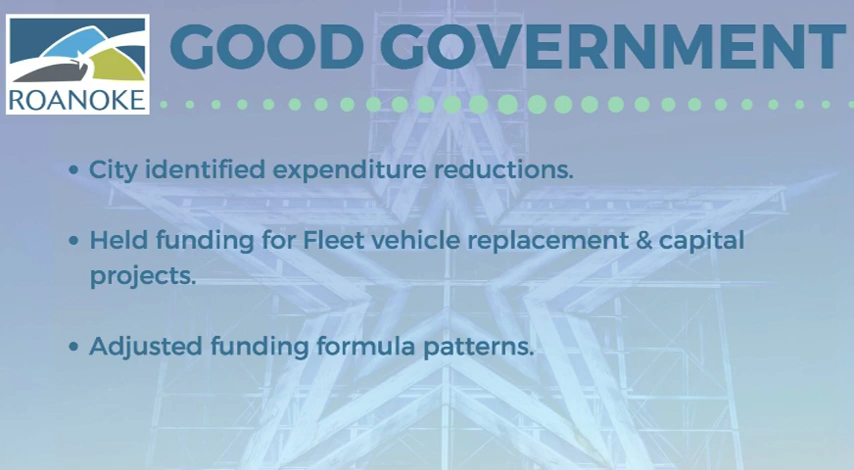 GOOD GOVERNMENT
ROANOKE
• City identified expenditure reductions.
• Held funding for Fleet vehicle replacement & capital
projects.
• Adjusted funding formula patterns.